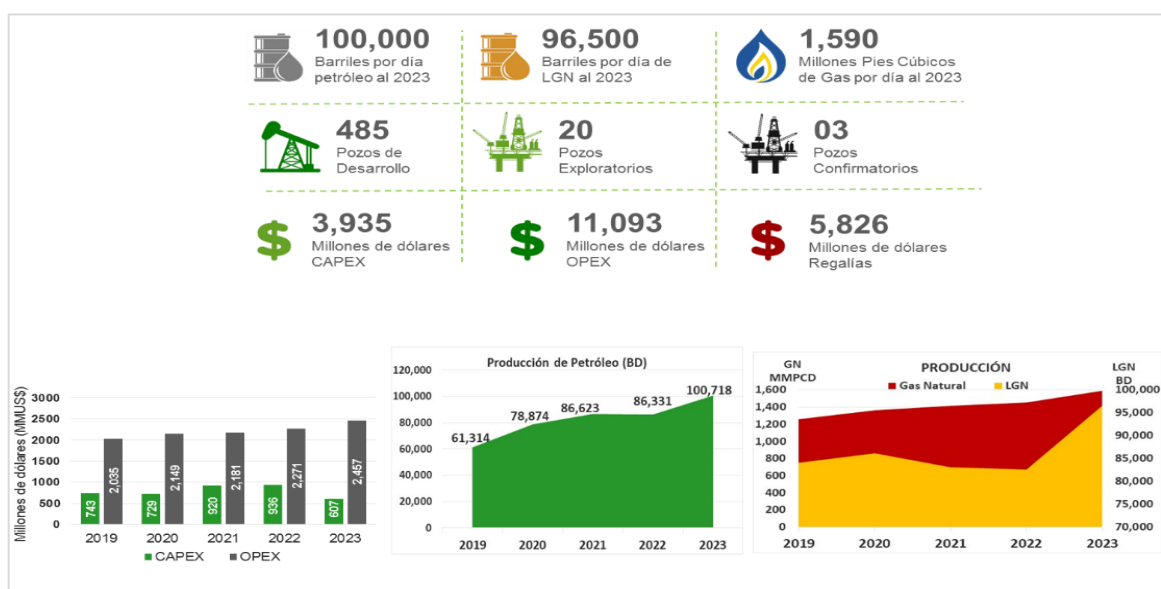 100,000
Barriles por día
petróleo al 2023
96,500
Barriles por día de
LGN al 2023
1,590
Millones Pies Cúbicos
de Gas por día al 2023
485
Pozos de
Desarrollo
20
Pozos
Exploratorios
03
Pozos
Confirmatorios
$
3,935
Millones de dólares
CAPEX
$
11,093
Millones de dólares
OPEX
$
5,826
Millones de dólares
Regalías
Millones de dólares (MMUS$)
3000
2500
2000
1500
1000
500
0
743
2,035
729
2,149
920
2,181
936
2,271
607
2,457
2019 2020 2021 2022 2023
CAPEX OPEX
Producción de Petróleo (BD)
120,000
100,000
80,000
60,000
40,000
20,000
0
61,314
78,874
86,623
86,331
100,718
2019 2020 2021 2022 2023
GN
MMPCD
PRODUCCIÓN
LGN
BD
Gas Natural LGN
1,600
1,400
1,200
1,000
800
600
400
200
0
100,000
95,000
90,000
85,000
80,000
75,000
70,000
2019 2020 2021 2022 2023